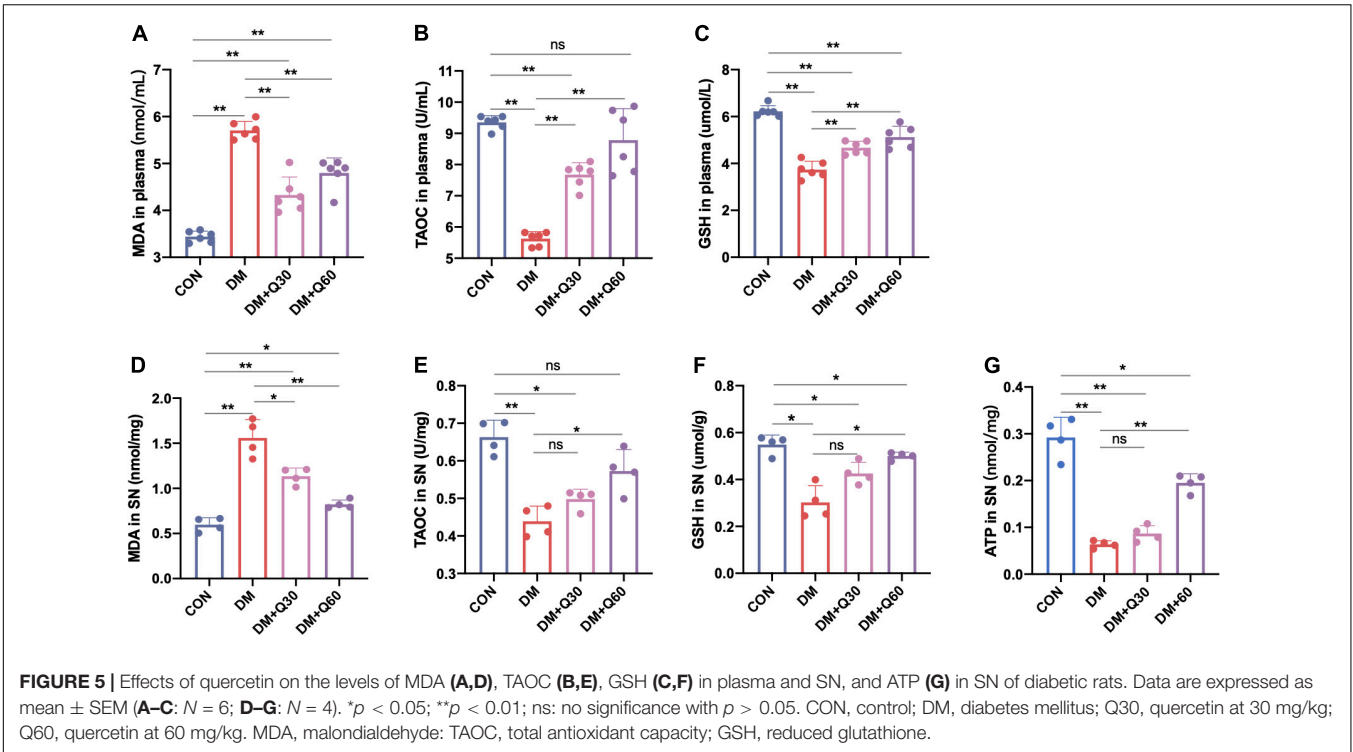 A
**
**
**
**
**
**
MDA in plasma (nmol/mL)
7
6
5
4
3
CON
DM
DM+Q30
DM+Q60
B
ns
**
**
**
**
TAOC in plasma (U/mL)
11
10
9
8
7
6
5
CON
DM
DM+Q30
DM+Q60
C
**
**
**
**
**
GSH in plasma (umol/L)
8
6
4
2
0
CON
DM
DM+Q30
DM+Q60
D
*
**
**
*
**
MDA in SN (nmol/mg)
2.0
1.5
1.0
0.5
0.0
CON
DM
DM+Q30
DM+Q60
E
ns
*
**
*
ns
TAOC in SN (U/mg)
0.8
0.7
0.6
0.5
0.4
0.3
CON
DM
DM+Q30
DM+Q60
F
*
*
*
*
ns
GSH in SN (umol/g)
0.8
0.6
0.4
0.2
0.0
CON
DM
DM+Q30
DM+Q60
G
*
**
**
**
ns
ATP in SN (nmol/mg)
0.4
0.3
0.2
0.1
0.0
CON
DM
DM+Q30
DM+60
FIGURE 5 | Effects of quercetin on the levels of MDA (A,D), TAOC (B,E), GSH (C,F) in plasma and SN, and ATP (G) in SN of diabetic rats. Data are expressed as
mean ± SEM (A–C: N = 6; D–G: N = 4). *p < 0.05; **p < 0.01; ns: no significance with p > 0.05. CON, control; DM, diabetes mellitus; Q30, quercetin at 30 mg/kg;
Q60, quercetin at 60 mg/kg. MDA, malondialdehyde: TAOC, total antioxidant capacity; GSH, reduced glutathione.